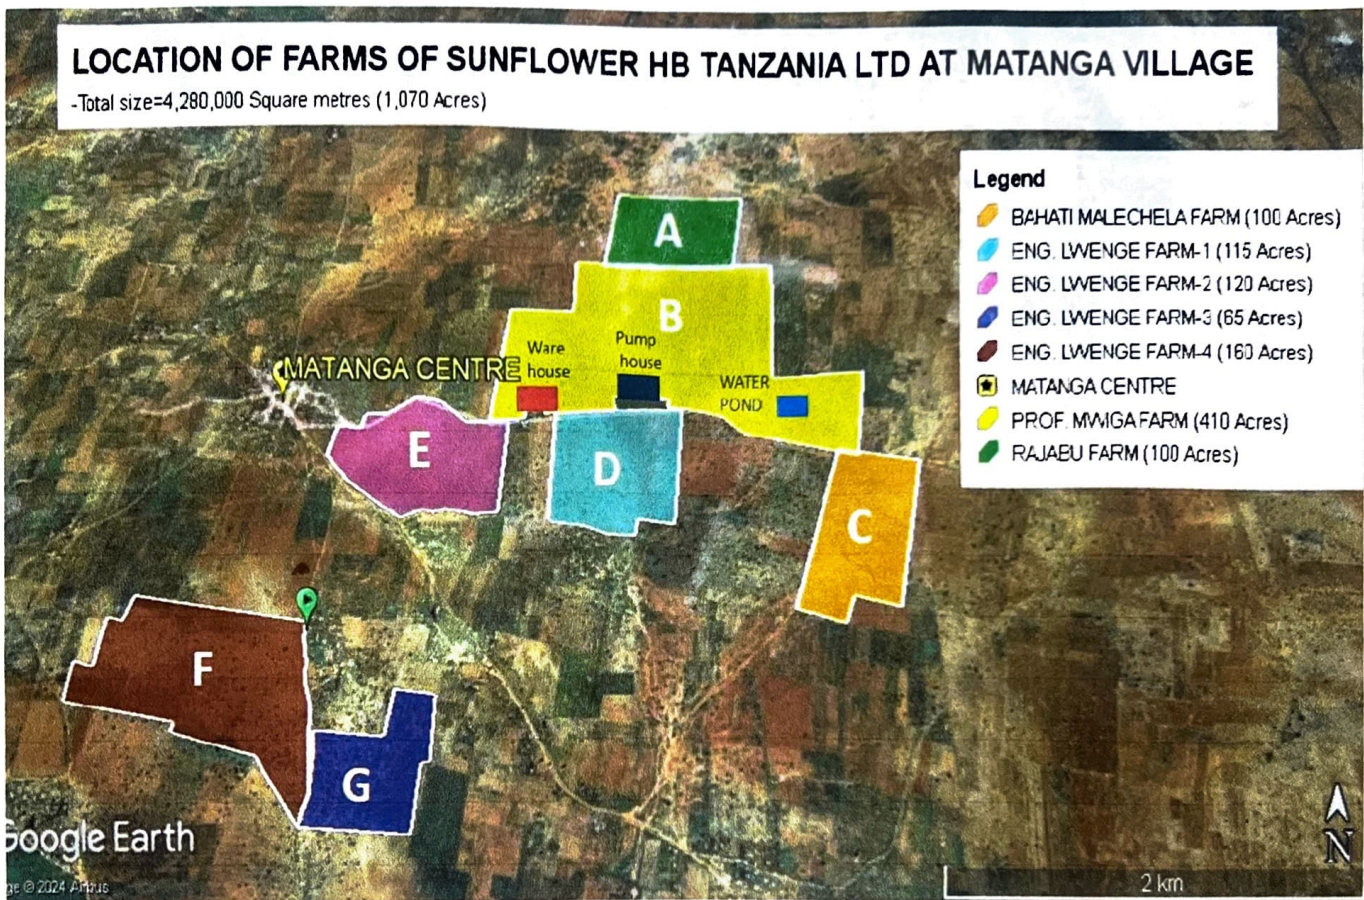 LOCATION OF FARMS OF SUNFLOWER HB TANZANIA LTD AT MATANGA VILLAGE
-Total size=4,280,000 Square metres (1,070 Acres)
Legend
BAHATI MALECHELA FARM (100 Acres)
ENG. LWENGE FARM-1 (115 Acres)
ENG. LWENGE FARM-2 (120 Acres)
ENG. LWENGE FARM-3 (65 Acres)
ENG. LWENGE FARM-4 (160 Acres)
MATANGA CENTRE
PROF. MWIGA FARM (410 Acres)
RAJABU FARM (100 Acres)
A
B
Ware
house
Pump
house
MATANGA CENTRE
WATER
POND
E
D
C
F
G
Google Earth
© 2024 Airbus
N
2 km